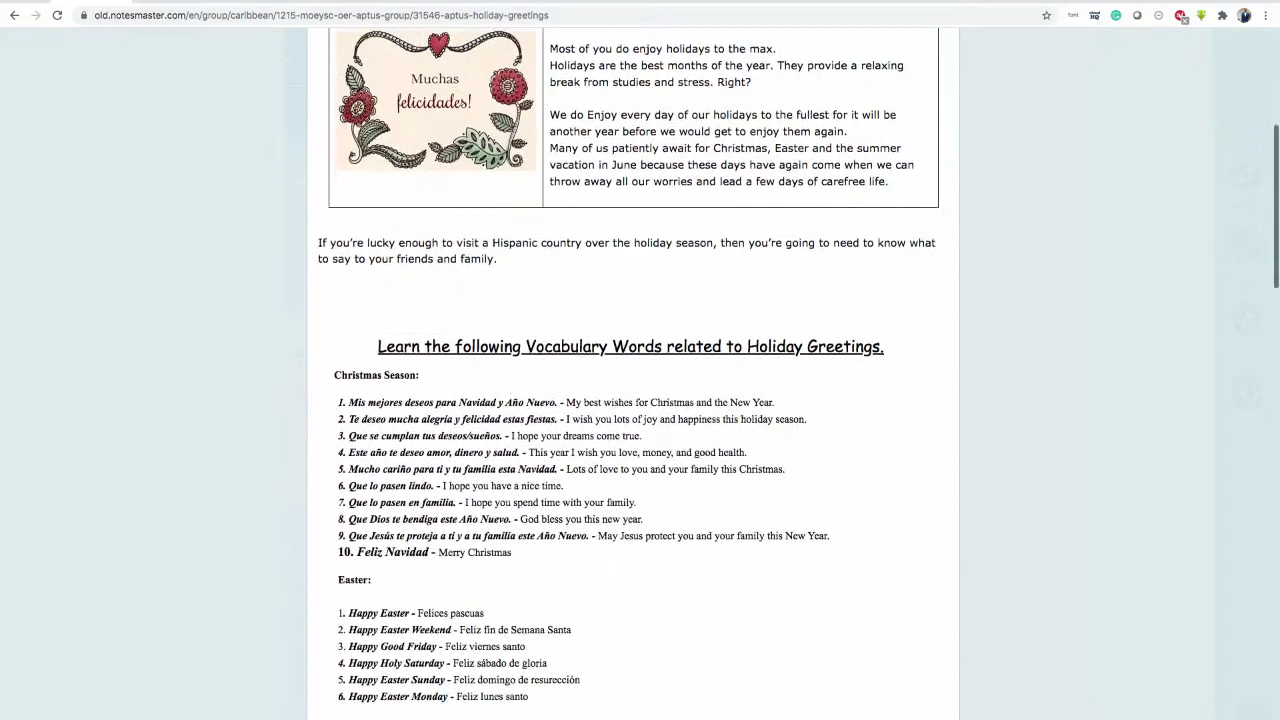 old.notesmaster.com/en/group/caribbean/1215-moeysc-oer-aptus-group/31546-aptus-holiday-greetings
Muchas
felicidades!
Most of you do enjoy holidays to the max.
Holidays are the best months of the year. They provide a relaxing
break from studies and stress. Right?
We do Enjoy every day of our holidays to the fullest for it will be
another year before we would get to enjoy them again.
Many of us patiently await for Christmas, Easter and the summer
vacation in June because these days have again come when we can
throw away all our worries and lead a few days of carefree life.
If you’re lucky enough to visit a Hispanic country over the holiday season, then you’re going to need to know what
to say to your friends and family.
Learn the following Vocabulary Words related to Holiday Greetings.
Christmas Season:
1. Mis mejores deseos para Navidad y Año Nuevo. - My best wishes for Christmas and the New Year.
2. Te deseo mucha alegría y felicidad estas fiestas. - I wish you lots of joy and happiness this holiday season.
3. Que se cumplan tus deseos/sueños. - I hope your dreams come true.
4. Este año te deseo amor, dinero y salud. - This year I wish you love, money, and good health.
5. Mucho cariño para ti y tu familia esta Navidad. - Lots of love to you and your family this Christmas.
6. Que lo pasen lindo. - I hope you have a nice time.
7. Que lo pasen en familia. - I hope you spend time with your family.
8. Que Dios te bendiga este Año Nuevo. - God bless you this new year.
9. Que Jesús te proteja a ti y a tu familia este Año Nuevo. - May Jesus protect you and your family this New Year.
10. Feliz Navidad - Merry Christmas
Easter:
1. Happy Easter - Felices pascuas
2. Happy Easter Weekend - Feliz fin de Semana Santa
3. Happy Good Friday - Feliz viernes santo
4. Happy Holy Saturday - Feliz sábado de gloria
5. Happy Easter Sunday - Feliz domingo de resurección
6. Happy Easter Monday - Feliz lunes santo